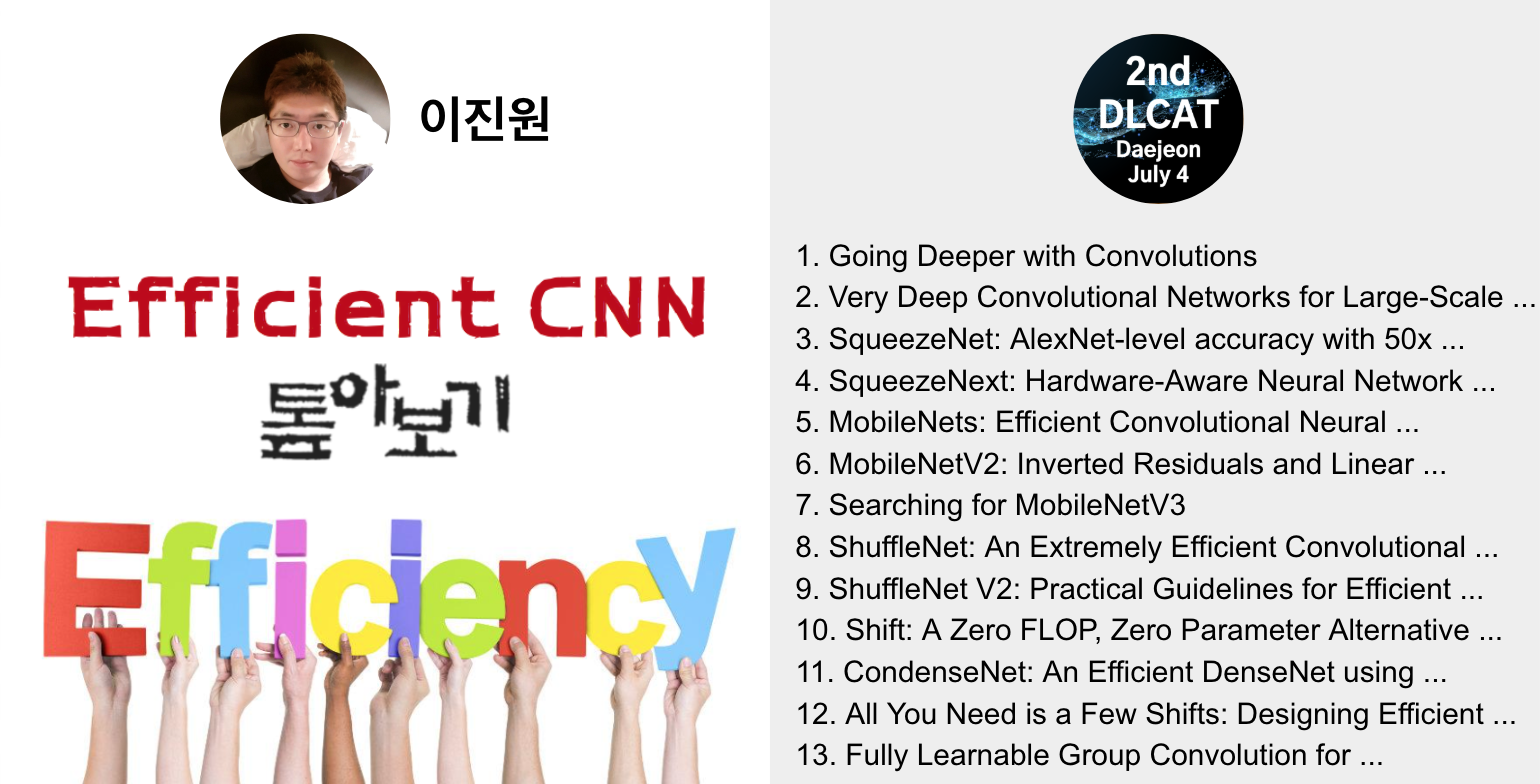 이진원
Efficient CNN
톺아보기
Efficiency
2nd
DLCAT
Daejeon
July 4
1. Going Deeper with Convolutions
2. Very Deep Convolutional Networks for Large-Scale ...
3. SqueezeNet: AlexNet-level accuracy with 50x ...
4. SqueezeNext: Hardware-Aware Neural Network ...
5. MobileNets: Efficient Convolutional Neural ...
6. MobileNetV2: Inverted Residuals and Linear ...
7. Searching for MobileNetV3
8. ShuffleNet: An Extremely Efficient Convolutional ...
9. ShuffleNet V2: Practical Guidelines for Efficient ...
10. Shift: A Zero FLOP, Zero Parameter Alternative ...
11. CondenseNet: An Efficient DenseNet using ...
12. All You Need is a Few Shifts: Designing Efficient ...
13. Fully Learnable Group Convolution for ...